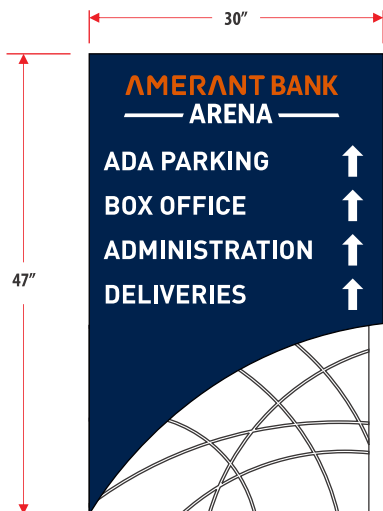 30”
AMERANT BANK
ARENA
ADA PARKING
BOX OFFICE
ADMINISTRATION
DELIVERIES
47”